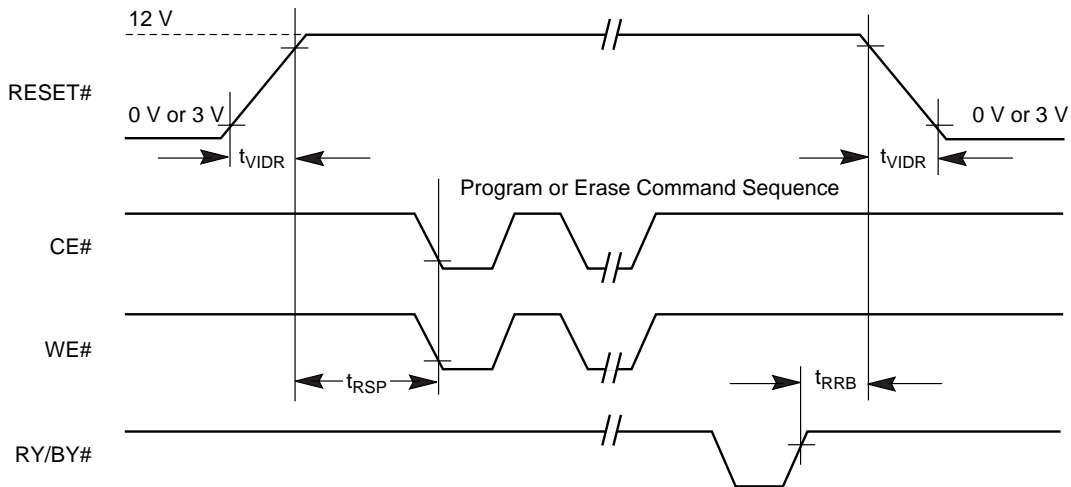 12 V
RESET#
0 V or 3 V
0 V or 3 V
tVIDR
tVIDR
Program or Erase Command Sequence
CE#
WE#
tRSP
tRRB
RY/BY#